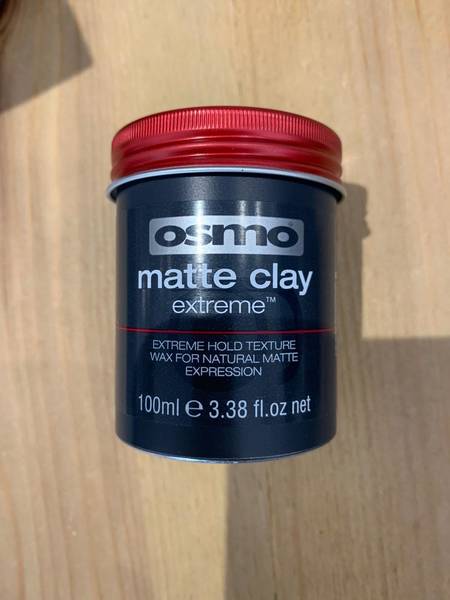 osmo
matte clay
extreme™
EXTREME HOLD TEXTURE
WAX FOR NATURAL MATTE
EXPRESSION
100ml ℮ 3.38 fl.oz net